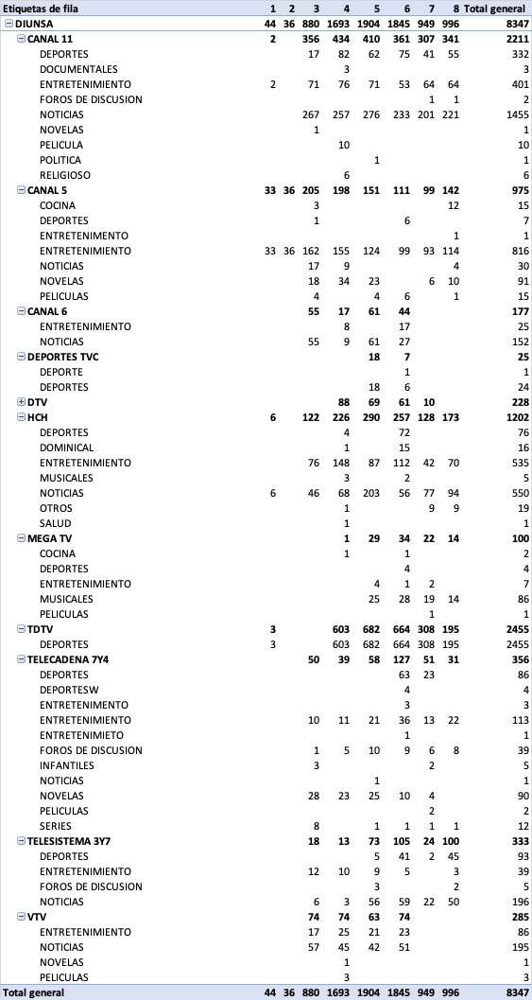 Etiquetas de fila 1 2 3 4 5 6 7 8 Total general
DIUNSA 44 36 880 1693 1904 1845 949 996 8347
CANAL 11 2 356 434 410 361 307 341 2211
DEPORTES 17 82 62 75 41 55 332
DOCUMENTALES 3 3
ENTRETENIMIENTO 2 71 76 71 53 64 64 401
FOROS DE DISCUSION 1 1 2
NOTICIAS 267 257 276 233 201 221 1455
NOVELAS 1 1
PELICULA 10 10
POLITICA 1 1
RELIGIOSO 6 6
CANAL 5 33 36 205 198 151 111 99 142 975
COCINA 3 12 15
DEPORTES 1 6 7
ENTRETENIMENTO 1 1
ENTRETENIMIENTO 33 36 162 155 124 99 93 114 816
NOTICIAS 17 9 4 30
NOVELAS 18 34 23 6 10 91
PELICULAS 4 4 6 1 15
CANAL 6 55 17 61 44 177
ENTRETENIMIENTO 8 17 25
NOTICIAS 55 9 61 27 152
DEPORTES TVC 18 7 25
DEPORTE 1 1
DEPORTES 18 6 24
DTV 88 69 61 10 228
HCH 6 122 226 290 257 128 173 1202
DEPORTES 4 72 76
DOMINICAL 1 15 16
ENTRETENIMIENTO 76 148 87 112 42 70 535
MUSICALES 3 2 5
NOTICIAS 6 46 68 203 56 77 94 550
OTROS 1 9 9 19
SALUD 1 1
MEGA TV 1 29 34 22 14 100
COCINA 1 1 2
DEPORTES 4 4
ENTRETENIMIENTO 4 1 2 7
MUSICALES 25 28 19 14 86
PELICULAS 1 1
TDTV 3 603 682 664 308 195 2455
DEPORTES 3 603 682 664 308 195 2455
TELECADENA 7Y4 50 39 58 127 51 31 356
DEPORTES 63 23 86
DEPORTESW 4 4
ENTRETENIMENTO 3 3
ENTRETENIMIENTO 10 11 21 36 13 22 113
ENTRETENIMIETO 1 1
FOROS DE DISCUSION 1 5 10 9 6 8 39
INFANTILES 3 2 5
NOTICIAS 1 1
NOVELAS 28 23 25 10 4 90
PELICULAS 2 2
SERIES 8 1 1 1 1 12
TELESISTEMA 3Y7 18 13 73 105 24 100 333
DEPORTES 5 41 2 45 93
ENTRETENIMIENTO 12 10 9 5 3 39
FOROS DE DISCUSION 3 2 5
NOTICIAS 6 3 56 59 22 50 196
VTV 74 74 63 74 285
ENTRETENIMIENTO 17 25 21 23 86
NOTICIAS 57 45 42 51 195
NOVELAS 1 1
PELICULAS 3 3
Total general 44 36 880 1693 1904 1845 949 996 8347